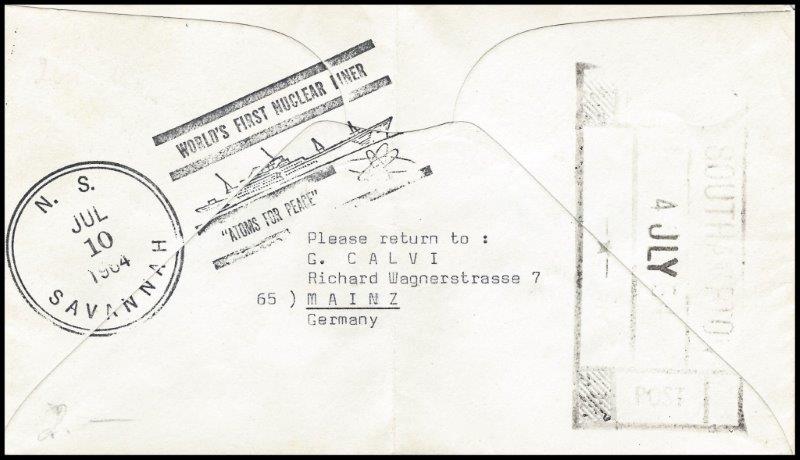 WORLD'S FIRST NUCLEAR LINER
"ATOMS FOR PEACE"
N. S.
JUL
10
1964
SAVANNAH
Please return to :
G. CALVI
Richard Wagnerstrasse 7
65 ) MAINZ
Germany
4 JLY
POST
2.—